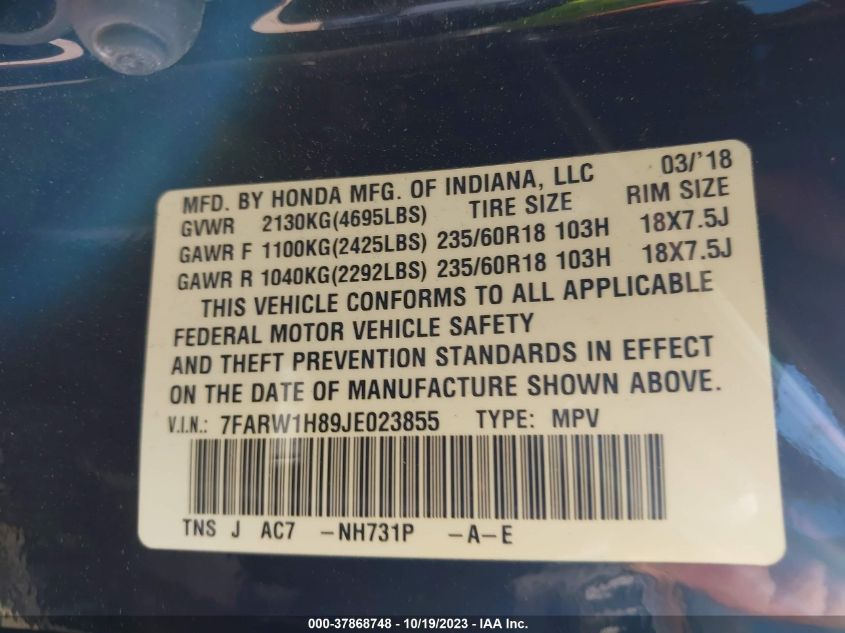 MFD. BY HONDA MFG. OF INDIANA, LLC 03/'18
GVWR 2130KG(4695LBS) TIRE SIZE RIM SIZE
GAWR F 1100KG(2425LBS) 235/60R18 103H 18X7.5J
GAWR R 1040KG(2292LBS) 235/60R18 103H 18X7.5J
THIS VEHICLE CONFORMS TO ALL APPLICABLE
FEDERAL MOTOR VEHICLE SAFETY
AND THEFT PREVENTION STANDARDS IN EFFECT
ON THE DATE OF MANUFACTURE SHOWN ABOVE.
V.I.N.: 7FARW1H89JE023855 TYPE: MPV
TNS J AC7 -NH731P -A-E
000-37868748 - 10/19/2023 - IAA Inc.